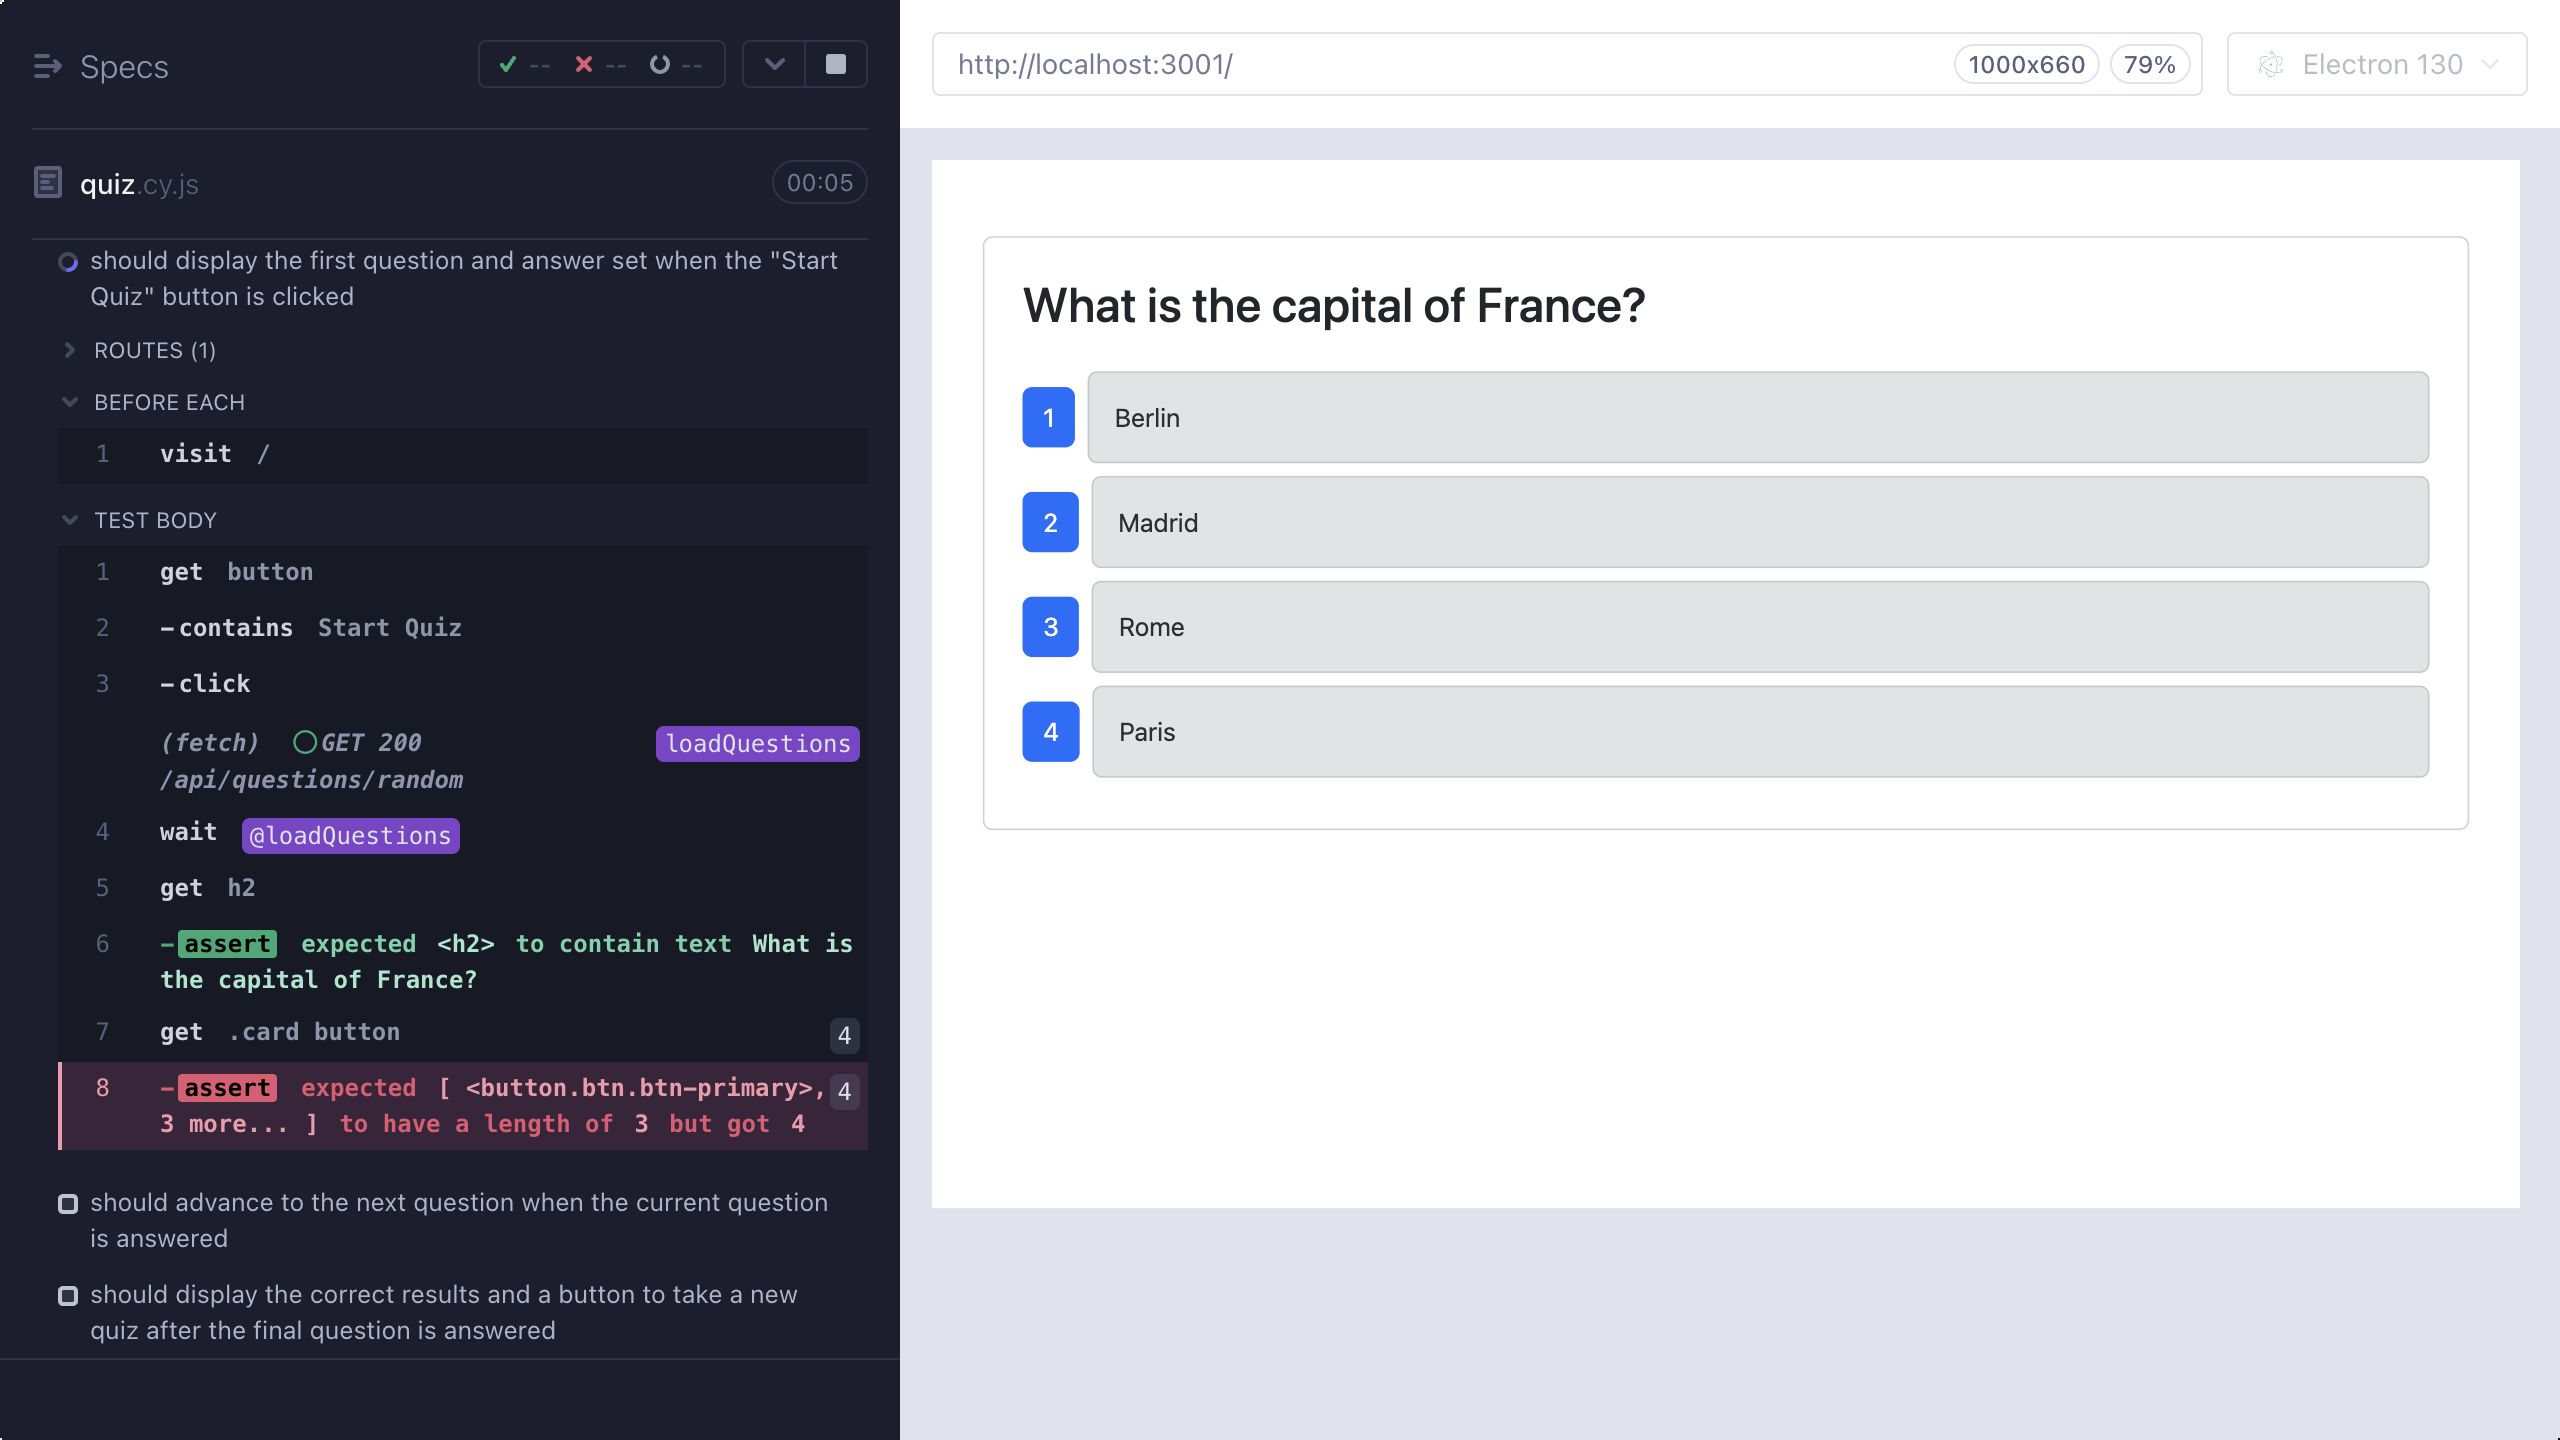 Specs
-- -- --
quiz.cy.js 00:05
should display the first question and answer set when the "Start
Quiz" button is clicked
ROUTES (1)
BEFORE EACH
1 visit /
TEST BODY
1 get button
2 -contains Start Quiz
3 -click
(fetch) GET 200 loadQuestions
/api/questions/random
4 wait @loadQuestions
5 get h2
6 -assert expected <h2> to contain text What is
the capital of France?
7 get .card button 4
8 -assert expected [ <button.btn.btn-primary>, 4
3 more... ] to have a length of 3 but got 4
should advance to the next question when the current question
is answered
should display the correct results and a button to take a new
quiz after the final question is answered
http://localhost:3001/ 1000x660 79% Electron 130
What is the capital of France?
1 Berlin
2 Madrid
3 Rome
4 Paris